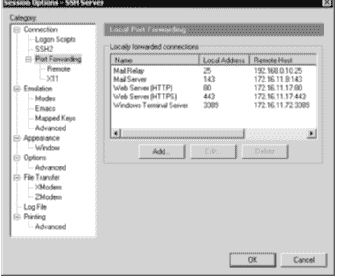 Session Options - SSH Server
Category:
Connection
Logon Scripts
SSH2
Port Forwarding
Remote
X11
Emulation
Modes
Emacs
Mapped Keys
Advanced
Appearance
Window
Options
Advanced
File Transfer
XModem
ZModem
Log File
Printing
Advanced
Local Port Forwarding
Locally forwarded connections
Name Local Address Remote Host
Mail Relay 25 192.168.0.10:25
Mail Server 143 172.16.11.8:143
Web Server (HTTP) 80 172.16.11.17:80
Web Server (HTTPS) 443 172.16.11.17:443
Windows Terminal Server 3389 172.16.11.72:3389
Add... Edit... Delete
OK Cancel